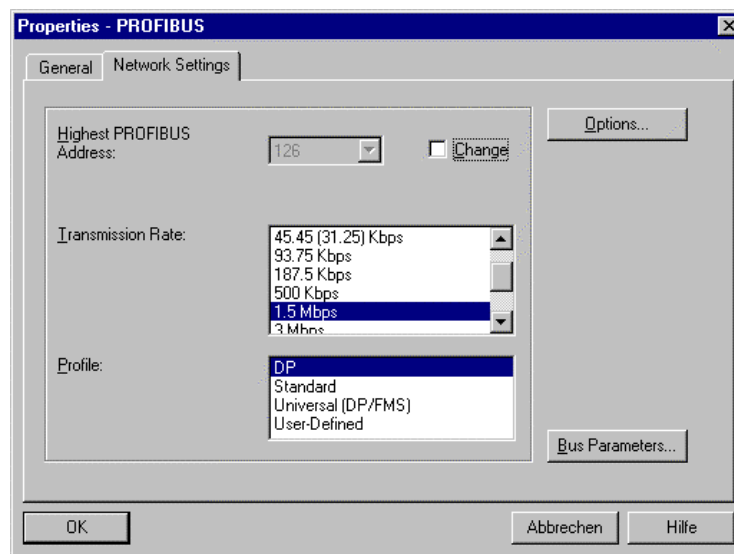 Properties - PROFIBUS
General
Network Settings
Highest PROFIBUS
Address:
126
Change
Options...
Transmission Rate:
45.45 (31.25) Kbps
93.75 Kbps
187.5 Kbps
500 Kbps
1.5 Mbps
3 Mbps
Profile:
DP
Standard
Universal (DP/FMS)
User-Defined
Bus Parameters...
OK
Abbrechen
Hilfe